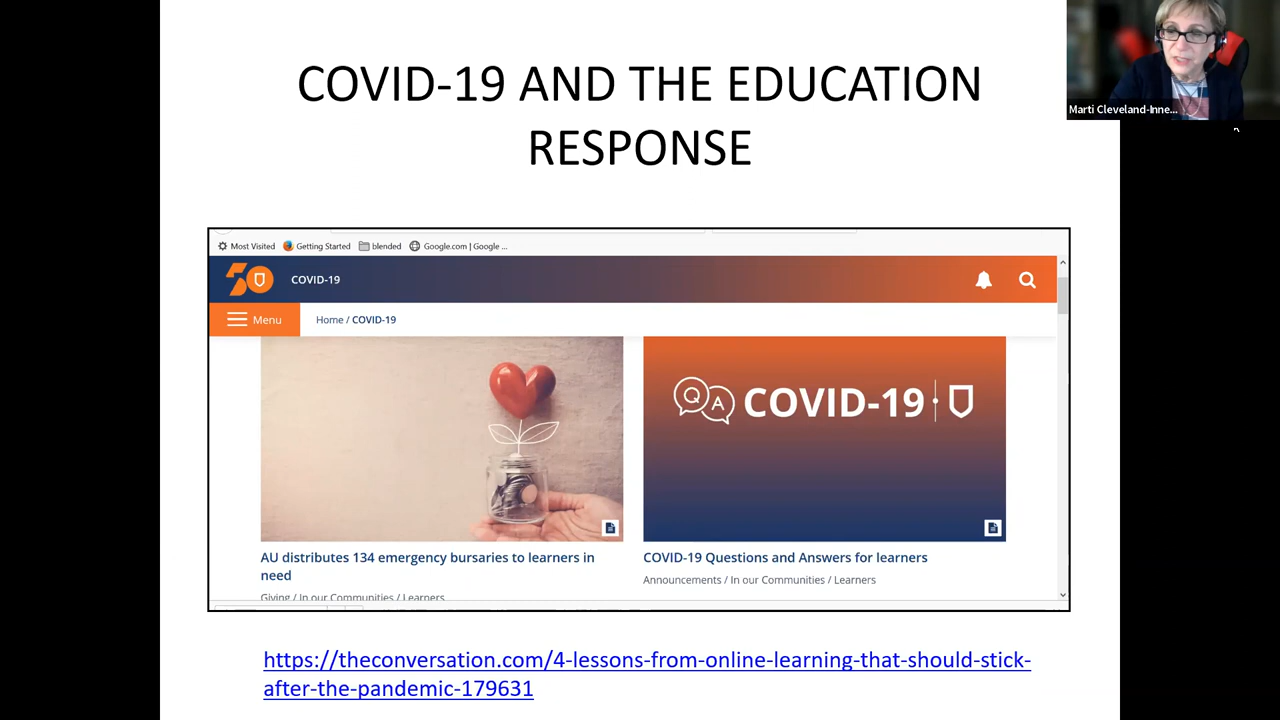 COVID-19 AND THE EDUCATION
RESPONSE
Marti Cleveland-Inne...
Most Visited Getting Started blended Google.com | Google ...
COVID-19
Menu Home / COVID-19
Q A COVID-19
AU distributes 134 emergency bursaries to learners in
need
Giving / In our Communities / Learners
COVID-19 Questions and Answers for learners
Announcements / In our Communities / Learners
https://theconversation.com/4-lessons-from-online-learning-that-should-stick-
after-the-pandemic-179631